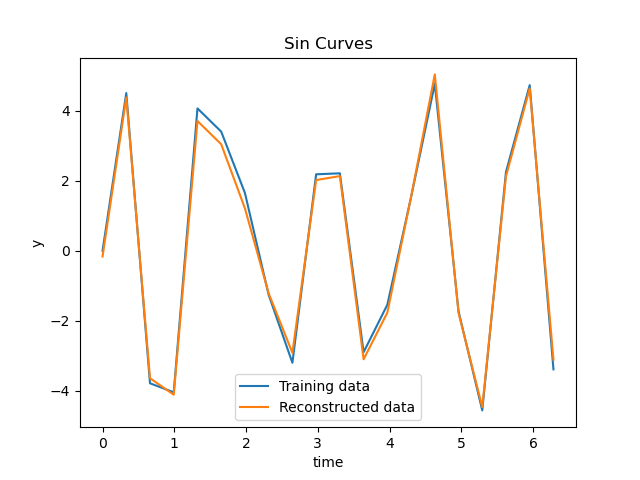 Sin Curves
y
4
2
0
−2
−4
Training data
Reconstructed data
0 1 2 3 4 5 6
time